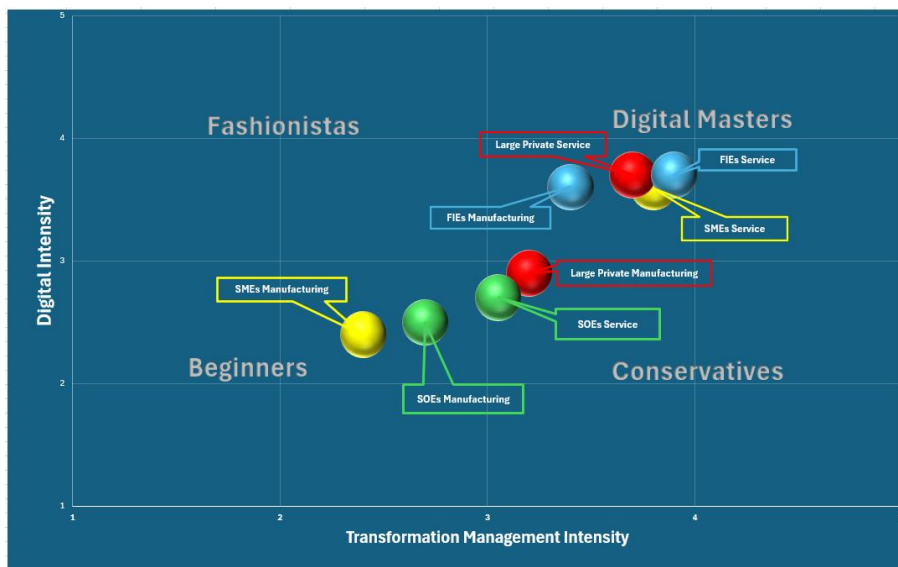 5
Fashionistas
Digital Masters
4
Large Private Service
FIEs Service
FIEs Manufacturing
SMEs Service
Digital Intensity
3
Large Private Manufacturing
SMEs Manufacturing
SOEs Service
Beginners
Conservatives
2
SOEs Manufacturing
1
1
2
3
4
Transformation Management Intensity